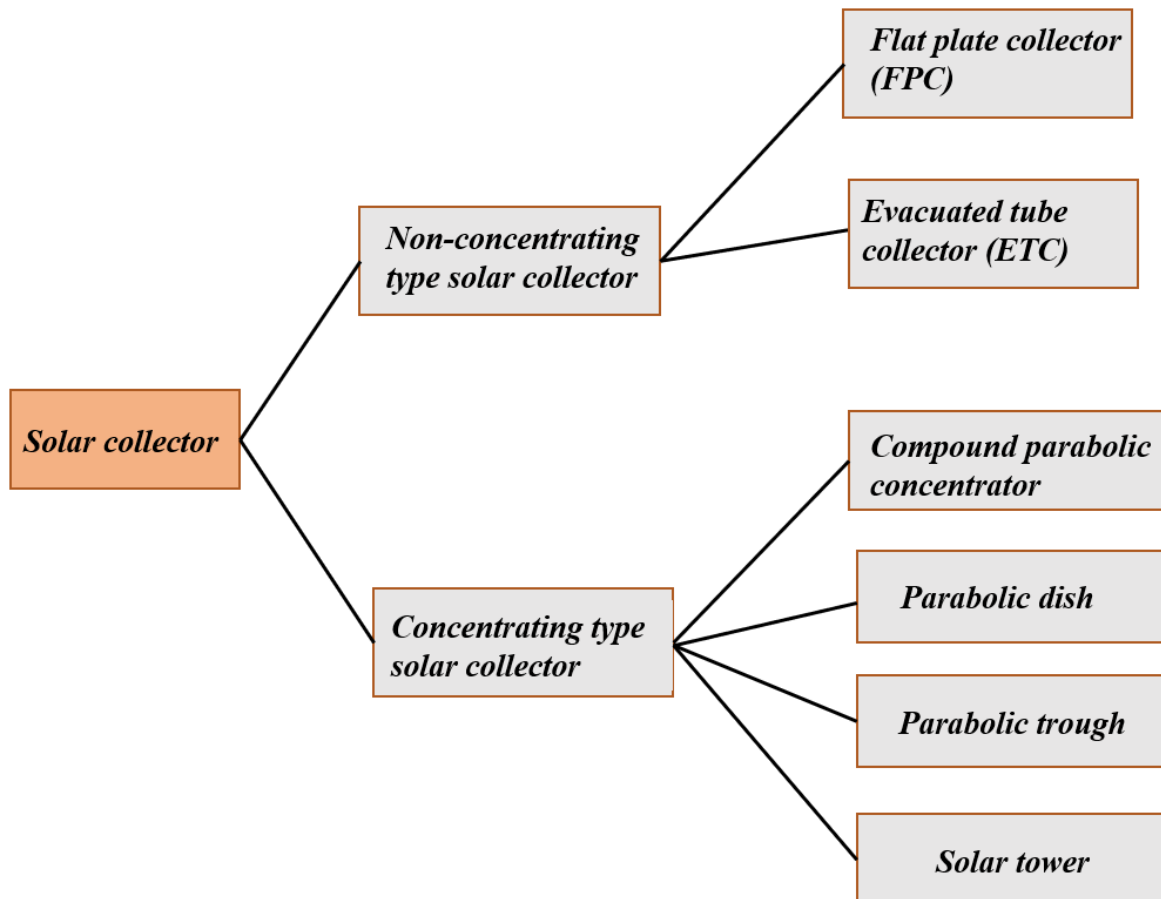 Flat plate collector
(FPC)
Evacuated tube
collector (ETC)
Non-concentrating
type solar collector
Solar collector
Compound parabolic
concentrator
Parabolic dish
Concentrating type
solar collector
Parabolic trough
Solar tower